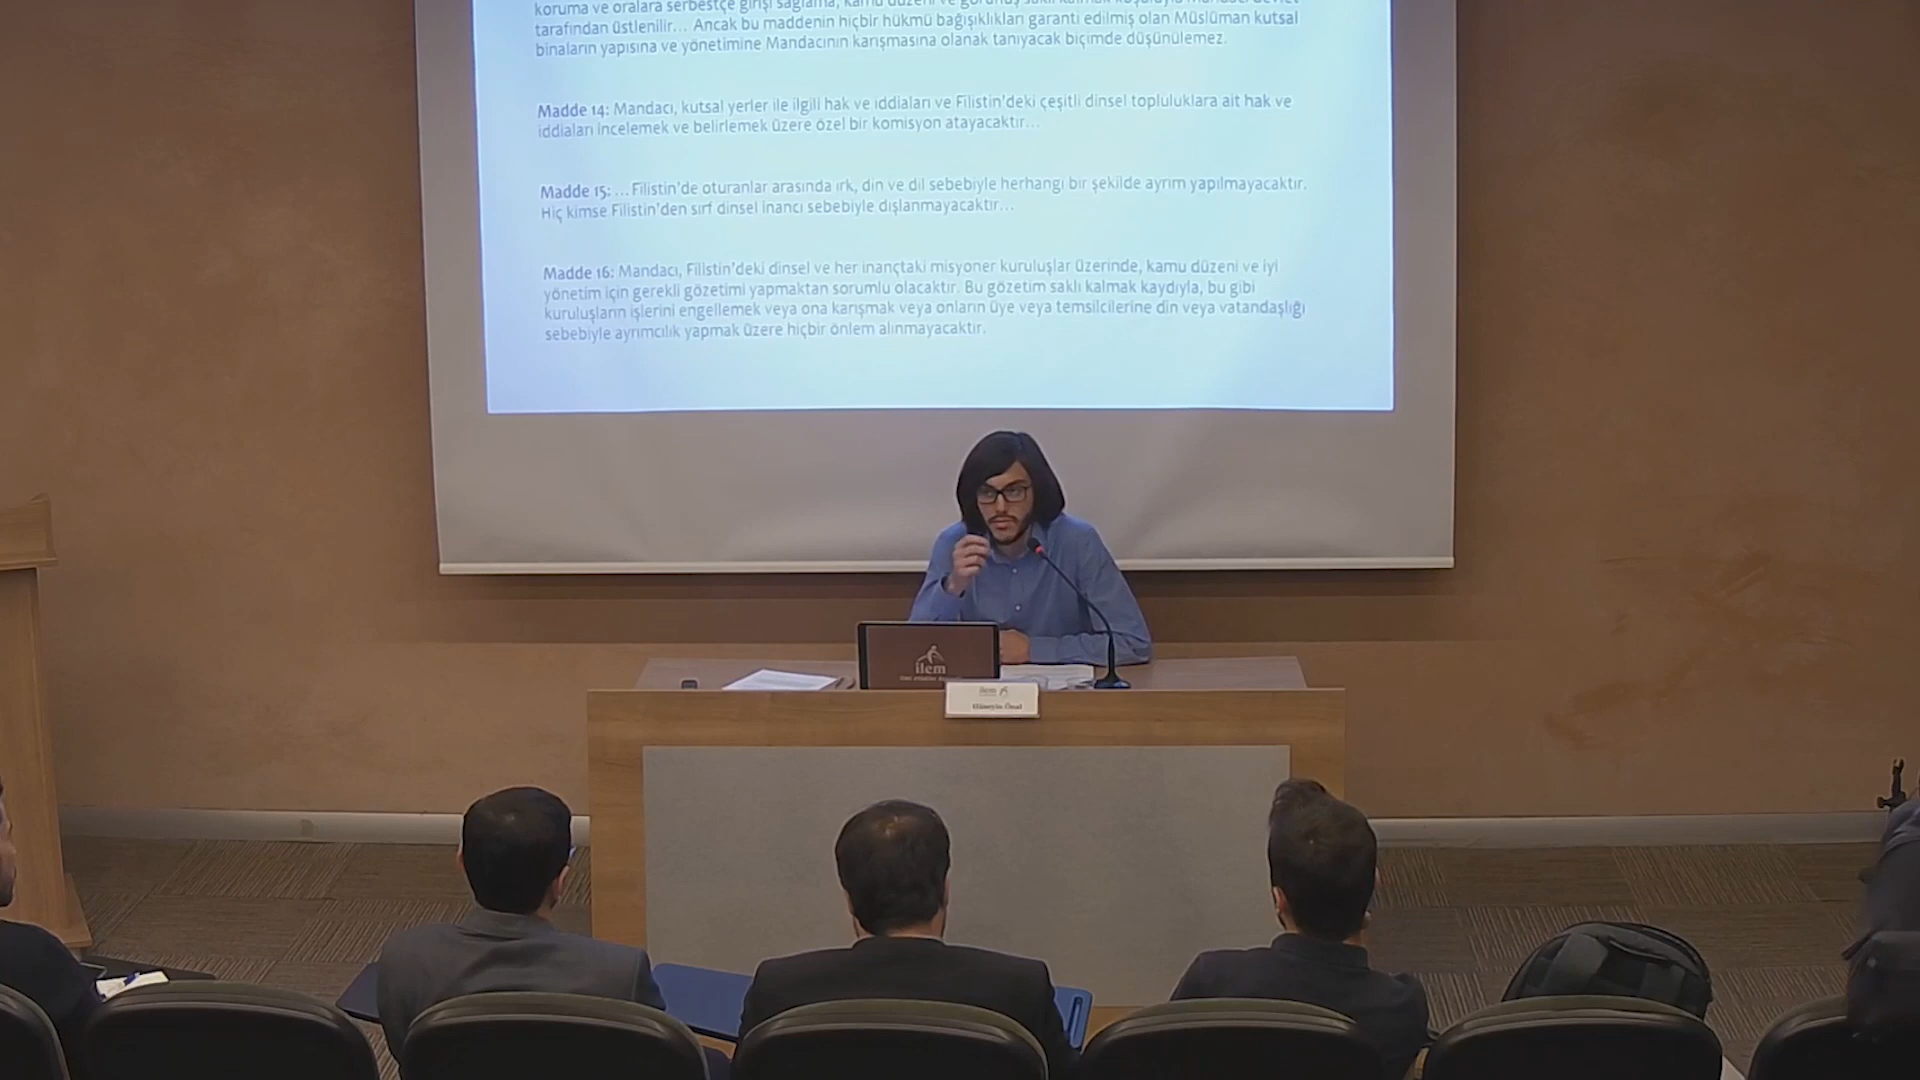 koruma ve oralara serbestçe girişi sağlama, kamu düzeni ve
tarafından üstlenilir... Ancak bu maddenin hiçbir hükmü bağışıklıkları garanti edilmiş olan Müslüman kutsal
binaların yapısına ve yönetimine Mandacının karışmasına olanak tanıyacak biçimde düşünülemez.
Madde 14: Mandacı, kutsal yerler ile ilgili hak ve iddiaları ve Filistin'deki çeşitli dinsel topluluklara ait hak ve
iddiaları incelemek ve belirlemek üzere özel bir komisyon atayacaktır...
Madde 15: ... Filistin'de oturanlar arasında ırk, din ve dil sebebiyle herhangi bir şekilde ayrım yapılmayacaktır.
Hiç kimse Filistin'den sırf dinsel inancı sebebiyle dışlanmayacaktır...
Madde 16: Mandacı, Filistin'deki dinsel ve her inançtaki misyoner kuruluşlar üzerinde, kamu düzeni ve iyi
yönetim için gerekli gözetimi yapmaktan sorumlu olacaktır. Bu gözetim saklı kalmak kaydıyla, bu gibi
kuruluşların işlerini engellemek veya ona karışmak veya onların üye veya temsilcilerine din veya vatandaşlığı
sebebiyle ayrımcılık yapmak üzere hiçbir önlem alınmayacaktır.
ilem
ilem
Hüseyin Ünal